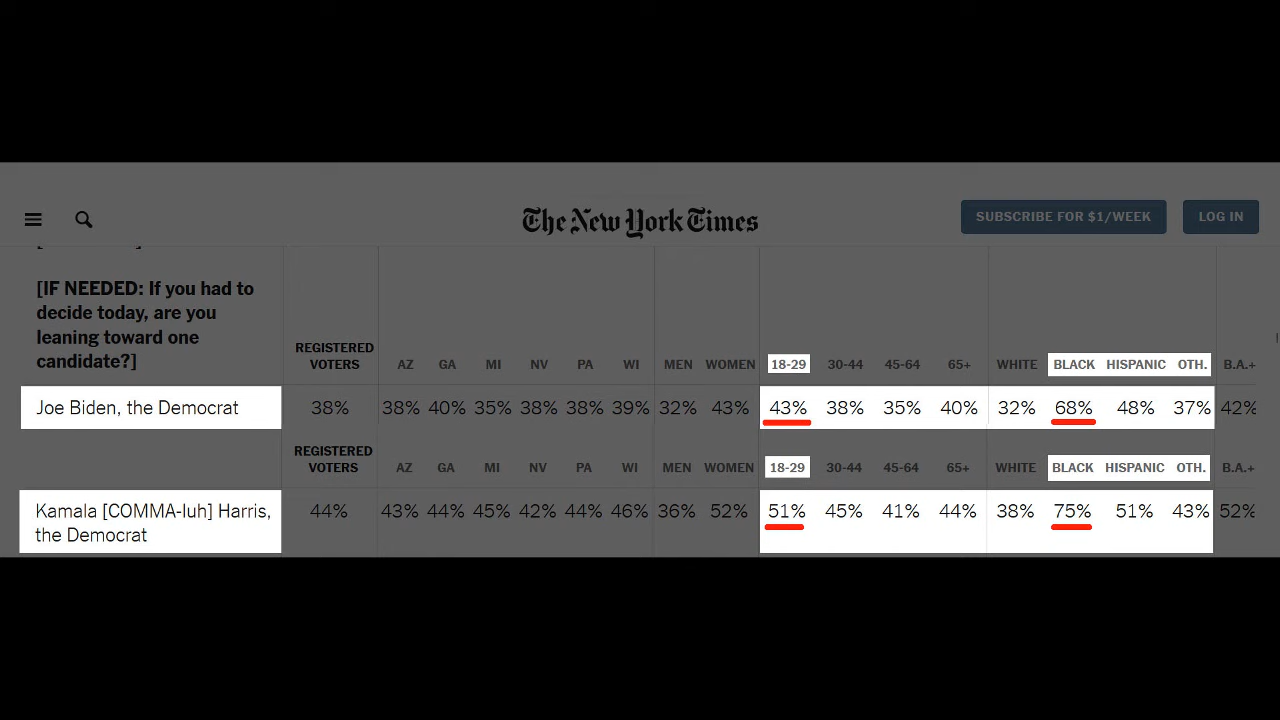 The New York Times
SUBSCRIBE FOR $1/WEEK
LOG IN
[IF NEEDED: If you had to
decide today, are you
leaning toward one
candidate?]
REGISTERED
VOTERS AZ GA MI NV PA WI MEN WOMEN 18-29 30-44 45-64 65+ WHITE BLACK HISPANIC OTH. B.A.+
Joe Biden, the Democrat 38% 38% 40% 35% 38% 38% 39% 32% 43% 43% 38% 35% 40% 32% 68% 48% 37% 42%
REGISTERED
VOTERS AZ GA MI NV PA WI MEN WOMEN 18-29 30-44 45-64 65+ WHITE BLACK HISPANIC OTH. B.A.+
Kamala [COMMA-luh] Harris, 44% 43% 44% 45% 42% 44% 46% 36% 52% 51% 45% 41% 44% 38% 75% 51% 43% 52%
the Democrat